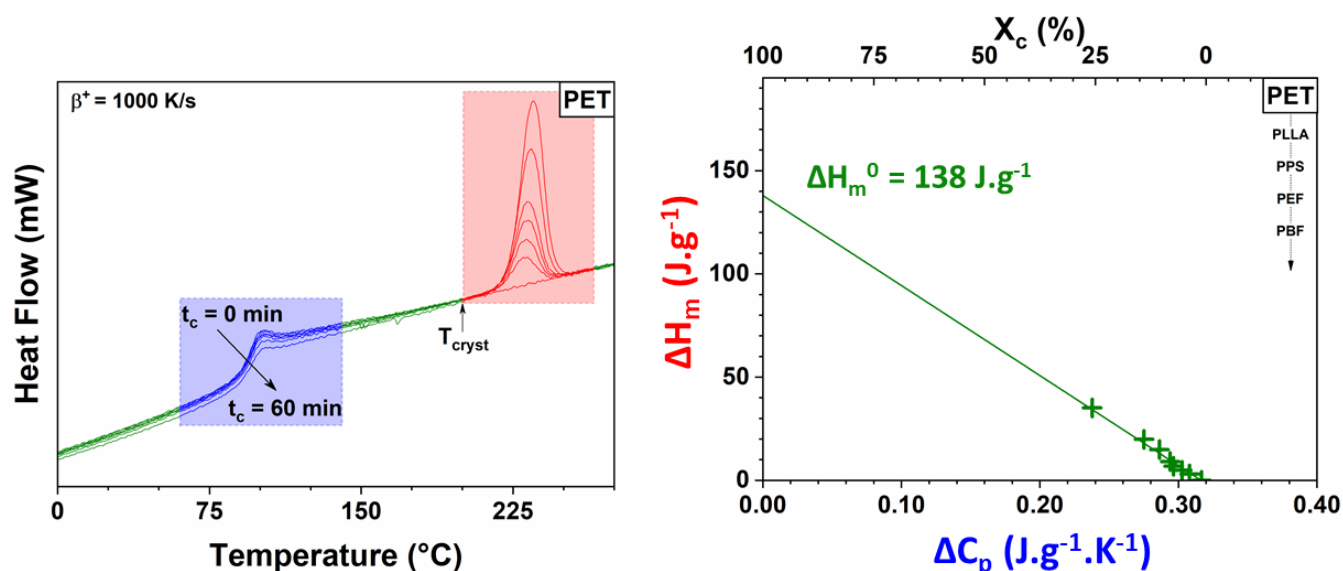 β⁺ = 1000 K/s
PET
t_c = 0 min
t_c = 60 min
T_cryst
Heat Flow (mW)
0
75
150
225
Temperature (°C)
X_c (%)
100
75
50
25
0
PET
PLLA
PPS
PEF
PBF
ΔH_m⁰ = 138 J.g⁻¹
ΔH_m (J.g⁻¹)
150
100
50
0
0.00
0.10
0.20
0.30
0.40
ΔC_p (J.g⁻¹.K⁻¹)